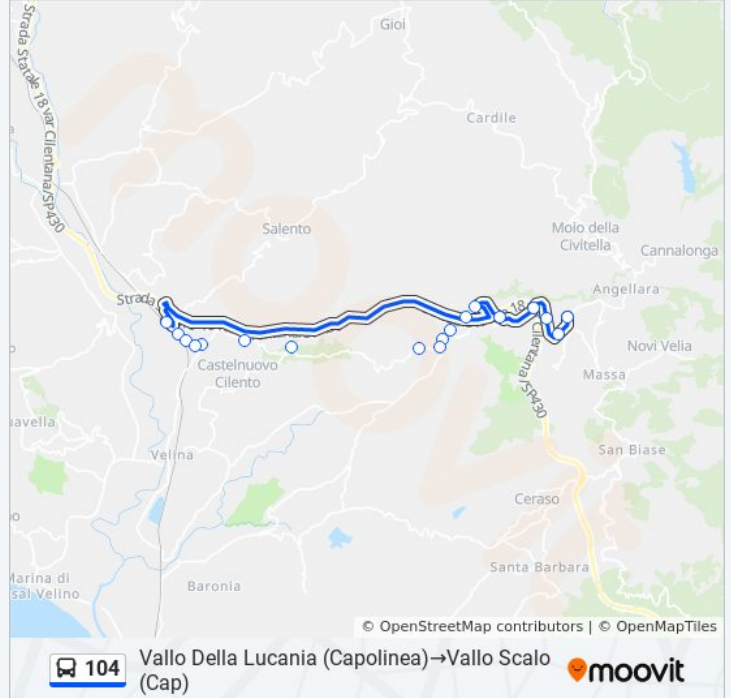 Gioi
Strada Statale 18 var Cilentana/SP430
Cardile
Salento
Moio della
Civitella
Cannalonga
Angellara
Strada
18
Cilentana /SP430
Novi Velia
Castelnuovo
Cilento
Massa
Velina
San Biase
Ceraso
Santa Barbara
Marina di
sal Velino
Baronia
© OpenStreetMap contributors | © OpenMapTiles
104
Vallo Della Lucania (Capolinea)→Vallo Scalo
(Cap)
moovit